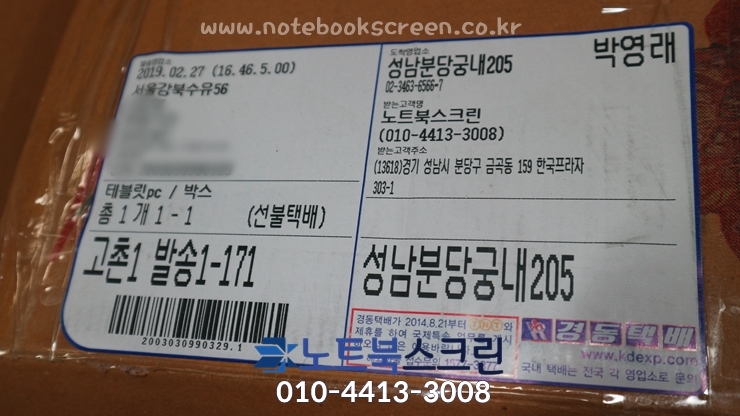 www.notebookscreen.co.kr
2019.02.27 (16.46.5.00)
서울강북수유56
테블릿pc / 박스
총 1 개 1 - 1 (선불택배)
고촌1 발송1-171
2003030990329.1
도착영업소
성남분당궁내205
박영래
02-3463-6566-7
받는고객명
노트북스크린
(010-4413-3008)
받는고객주소
(13618)경기 성남시 분당구 금곡동 159 한국프라자
303-1
성남분당궁내205
경동택배가 2014.8.21부터 와
제휴를 하여 국제특송
경동택배
www.kdexp.com
국내 택배는 전국 각 영업소로 문의
노트북스크린
010-4413-3008